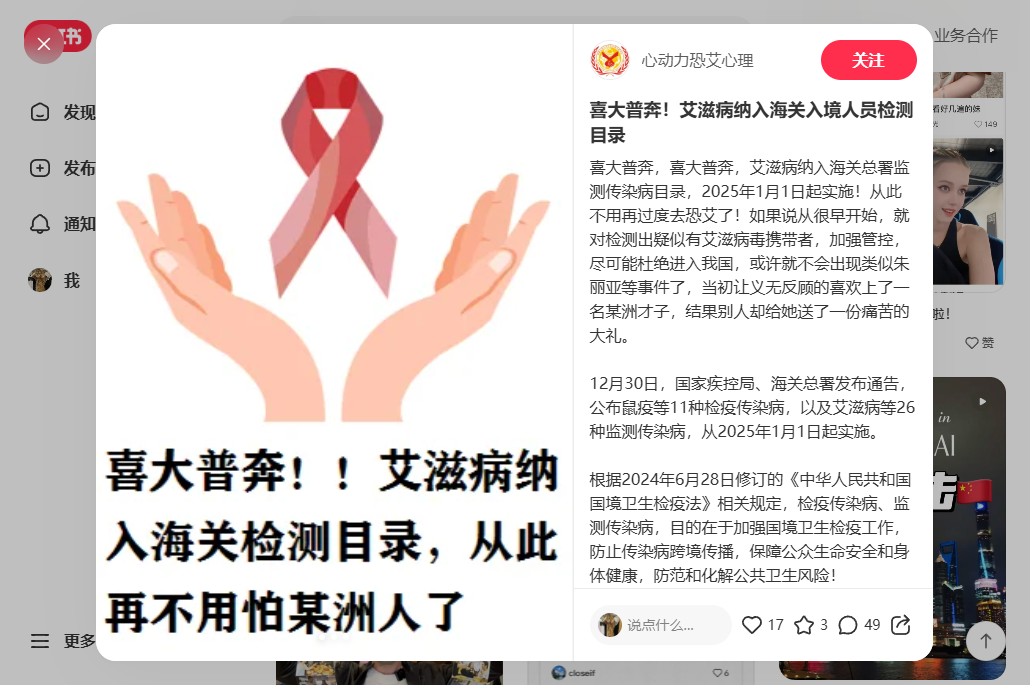 书
业务合作
发现
发布
通知
我
更多
喜大普奔！！艾滋病纳
入海关检测目录，从此
再不用怕某洲人了
心动力恐艾心理
关注
喜大普奔！艾滋病纳入海关入境人员检测
目录
喜大普奔，喜大普奔，艾滋病纳入海关总署监
测传染病目录，2025年1月1日起实施！从此
不用再过度去恐艾了！如果说从很早开始，就
对检测出疑似有艾滋病毒携带者，加强管控，
尽可能杜绝进入我国，或许就不会出现类似朱
丽亚等事件了，当初让义无反顾的喜欢上了一
名某洲才子，结果别人却给她送了一份痛苦的
大礼。
12月30日，国家疾控局、海关总署发布通告，
公布鼠疫等11种检疫传染病，以及艾滋病等26
种监测传染病，从2025年1月1日起实施。
根据2024年6月28日修订的《中华人民共和国
国境卫生检疫法》相关规定，检疫传染病、监
测传染病，目的在于加强国境卫生检疫工作，
防止传染病跨境传播，保障公众生命安全和身
体健康，防范和化解公共卫生风险！
说点什么...
17
3
49
看好几遍的妹
149
啦！
赞
in
AI
closeif
6